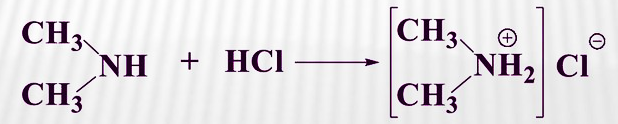 CH₃ CH₃
NH + HCl ⟶ [ NH₂ ]⊕ Cl⊖
CH₃ CH₃